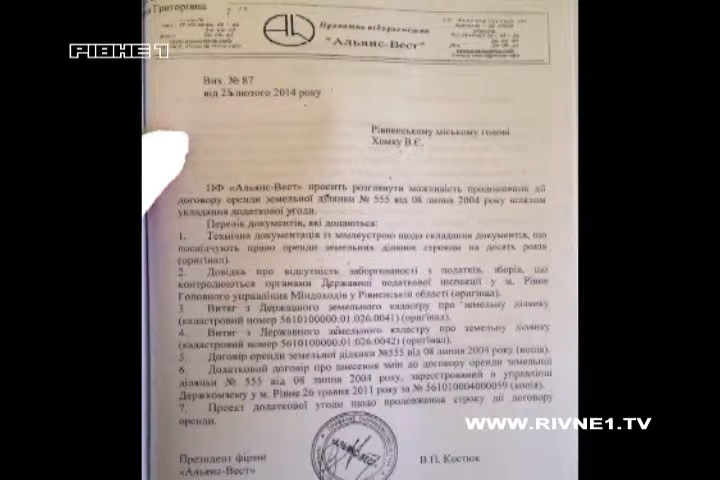 Григорівна
РІВНЕ 1
Приватне підприємство
"Альянс-Вест"
Вих. № 87
від 25 лютого 2014 року
Рівненському міському голові
Хомку В.Є.
ПФ «Альянс-Вест» просить розглянути можливість продовження дії
договору оренди земельної ділянки № 555 від 08 липня 2004 року шляхом
укладання додаткової угоди.
Перелік документів, які додаються:
1. Технічна документація із землеустрою щодо складання документів, що
посвідчують право оренди земельних ділянок строком на десять років
(оригінал).
2. Довідка про відсутність заборгованості з податків, зборів, що
контролюються органами Державної податкової інспекції у м. Рівне
Головного управління Міндоходів у Рівненській області (оригінал).
3 Витяг з Державного земельного кадастру про земельну ділянку
(кадастровий номер 5610100000:01:026:0041) (оригінал).
4. Витяг з Державного земельного кадастру про земельну ділянку
(кадастровий номер 5610100000:01:026:0042) (оригінал).
5 Договір оренди земельної ділянки №555 від 08 липня 2004 року (копія).
6. Додатковий договір про внесення змін до договору оренди земельної
ділянки № 555 від 08 липня 2004 року, зареєстрований в управлінні
Держкомзему у м. Рівне 26 травня 2011 року за № 561010004000059 (копія).
7. Проект додаткової угоди щодо продовження строку дії договору
оренди.
WWW.RIVNE1.TV
Президент фірми
«Альянс-Вест»
В.П. Костюк